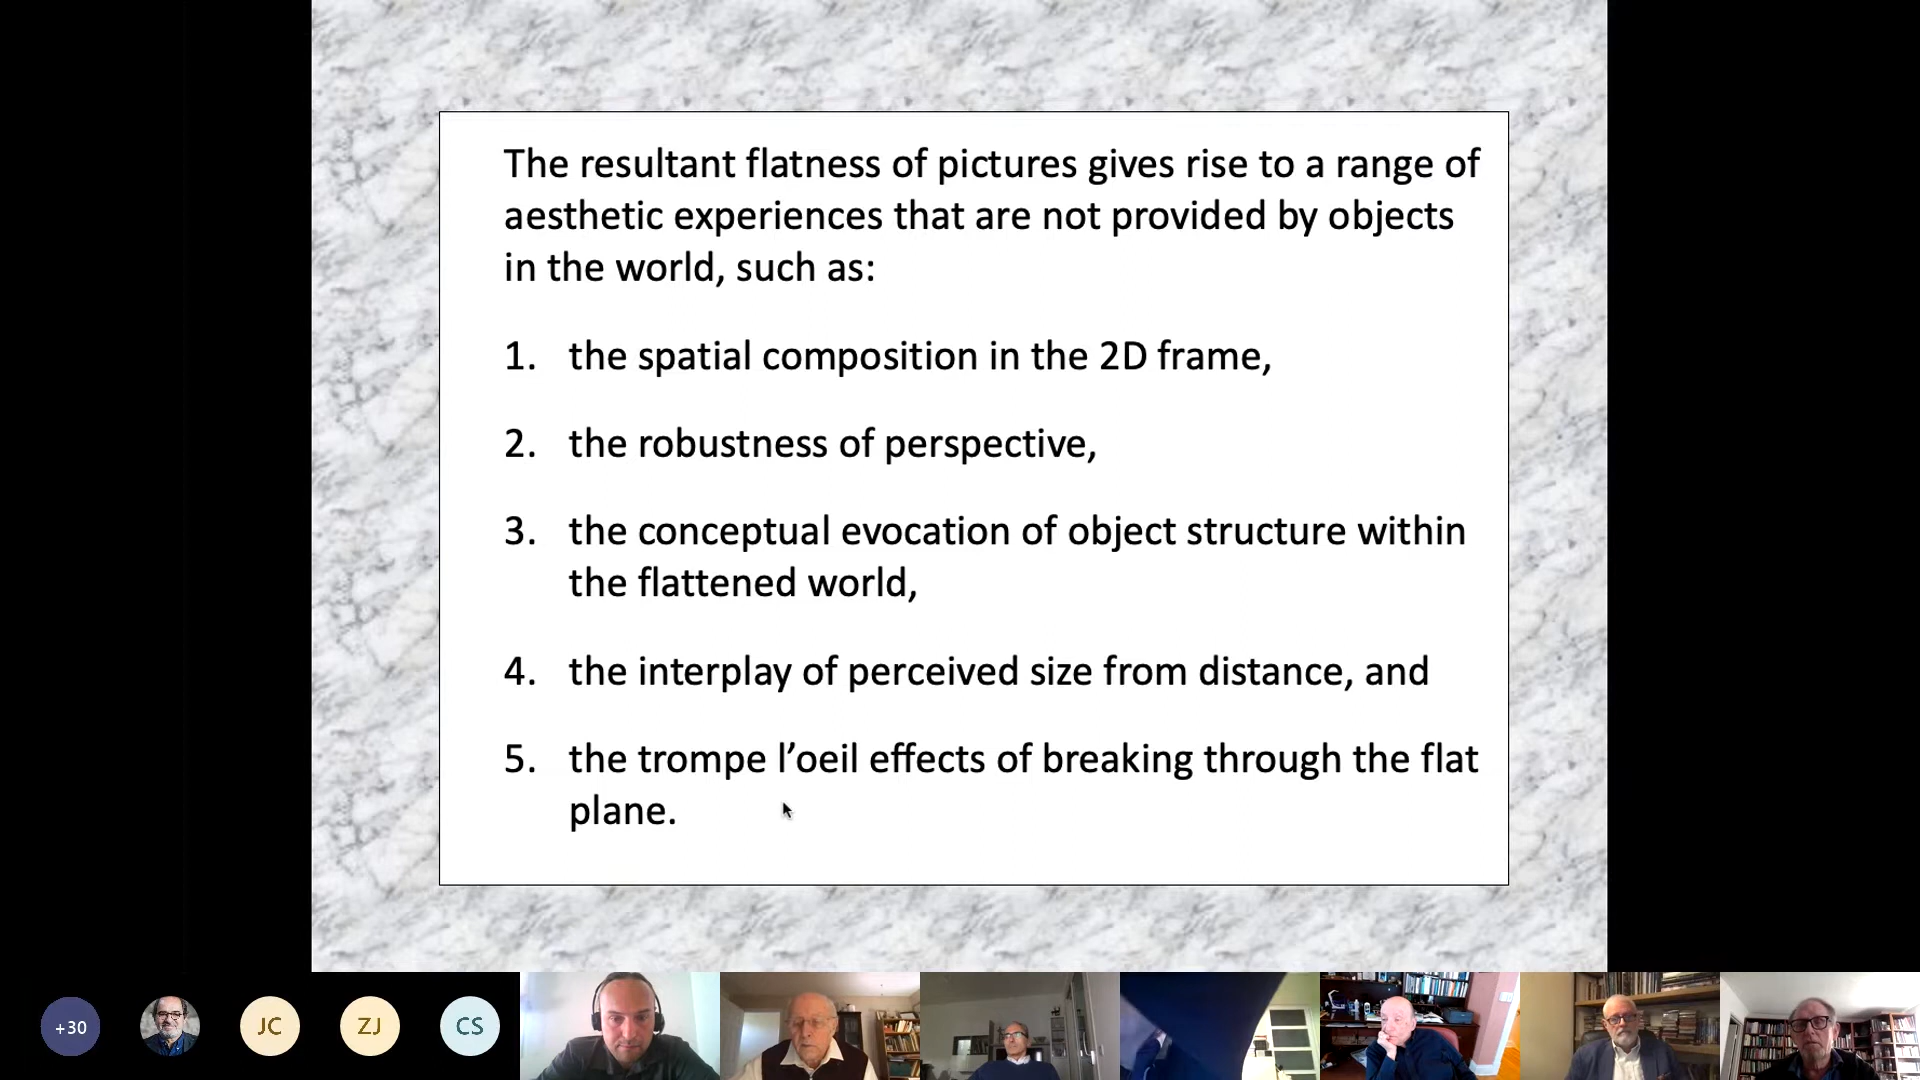 The resultant flatness of pictures gives rise to a range of
aesthetic experiences that are not provided by objects
in the world, such as:
1. the spatial composition in the 2D frame,
2. the robustness of perspective,
3. the conceptual evocation of object structure within
the flattened world,
4. the interplay of perceived size from distance, and
5. the trompe l’oeil effects of breaking through the flat
plane.
+30
JC
ZJ
CS